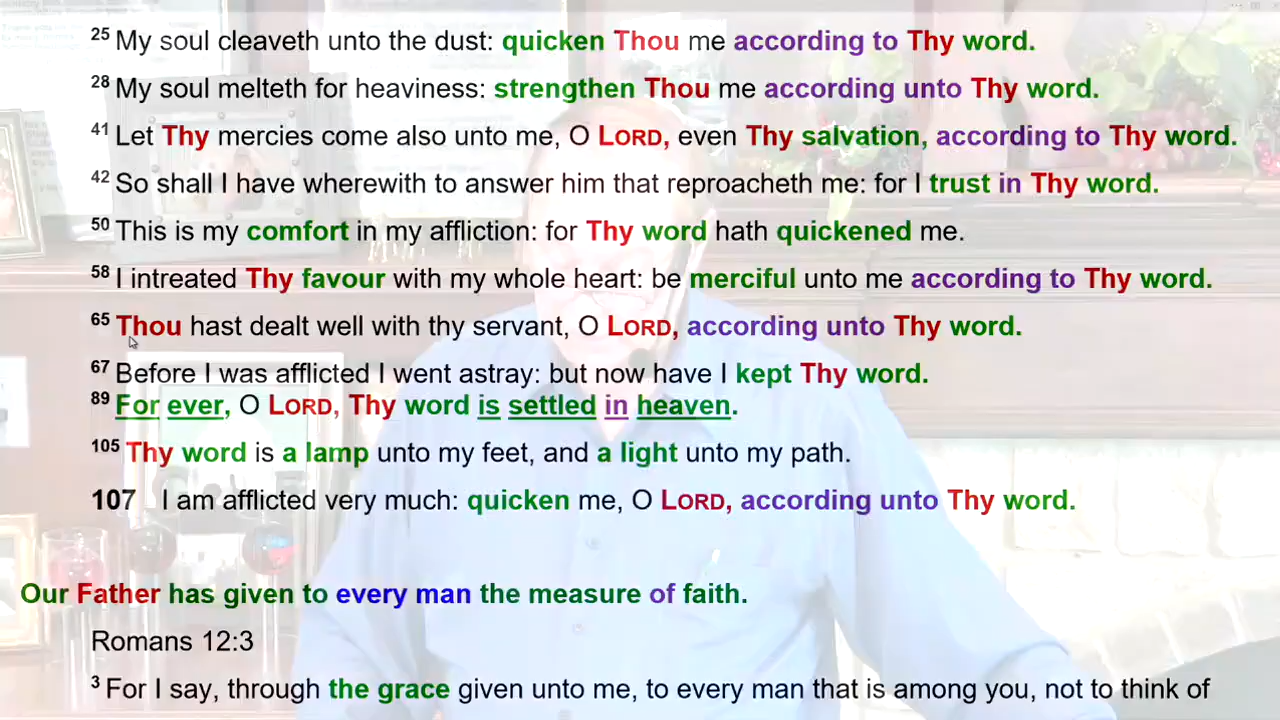 25 My soul cleaveth unto the dust: quicken Thou me according to Thy word.
28 My soul melteth for heaviness: strengthen Thou me according unto Thy word.
41 Let Thy mercies come also unto me, O LORD, even Thy salvation, according to Thy word.
42 So shall I have wherewith to answer him that reproacheth me: for I trust in Thy word.
50 This is my comfort in my affliction: for Thy word hath quickened me.
58 I intreated Thy favour with my whole heart: be merciful unto me according to Thy word.
65 Thou hast dealt well with thy servant, O LORD, according unto Thy word.
67 Before I was afflicted I went astray: but now have I kept Thy word.
89 For ever, O LORD, Thy word is settled in heaven.
105 Thy word is a lamp unto my feet, and a light unto my path.
107 I am afflicted very much: quicken me, O LORD, according unto Thy word.
Our Father has given to every man the measure of faith.
Romans 12:3
3 For I say, through the grace given unto me, to every man that is among you, not to think of